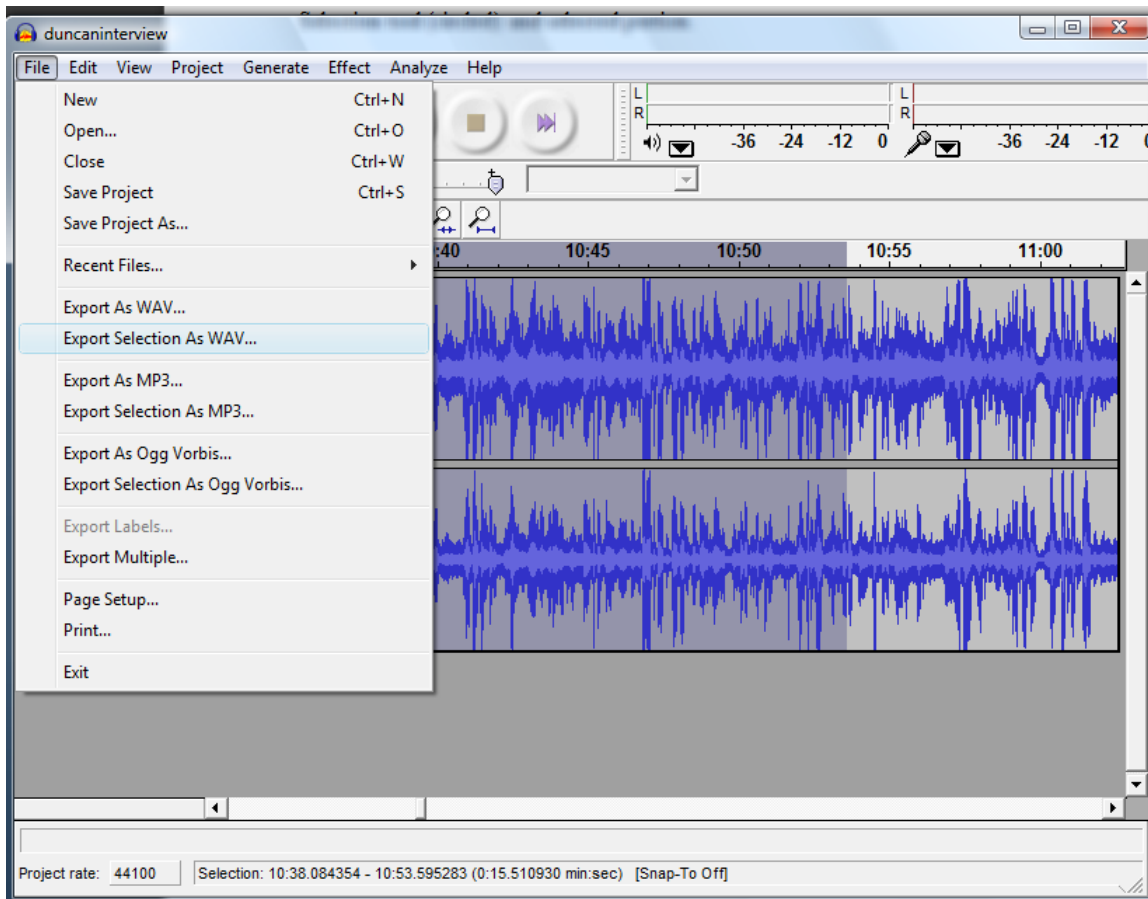 duncaninterview
File Edit View Project Generate Effect Analyze Help
New Ctrl+N
Open... Ctrl+O
Close Ctrl+W
Save Project Ctrl+S
Save Project As...
Recent Files...
Export As WAV...
Export Selection As WAV...
Export As MP3...
Export Selection As MP3...
Export As Ogg Vorbis...
Export Selection As Ogg Vorbis...
Export Labels...
Export Multiple...
Page Setup...
Print...
Exit
L L
R R
-36 -24 -12 0 -36 -24 -12
:40 10:45 10:50 10:55 11:00
Project rate: 44100 Selection: 10:38.084354 - 10:53.595283 (0:15.510930 min:sec) [Snap-To Off]